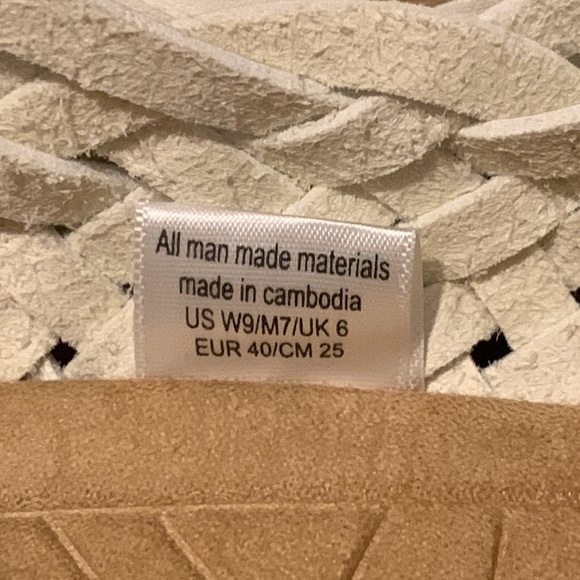 All man made materials
made in cambodia
US W9/M7/UK 6
EUR 40/CM 25